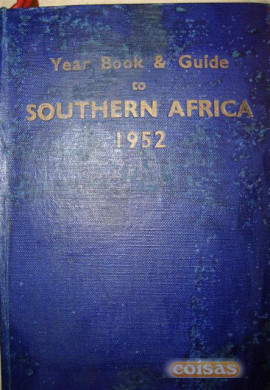 Year Book & Guide
to
SOUTHERN AFRICA
1952
coisas